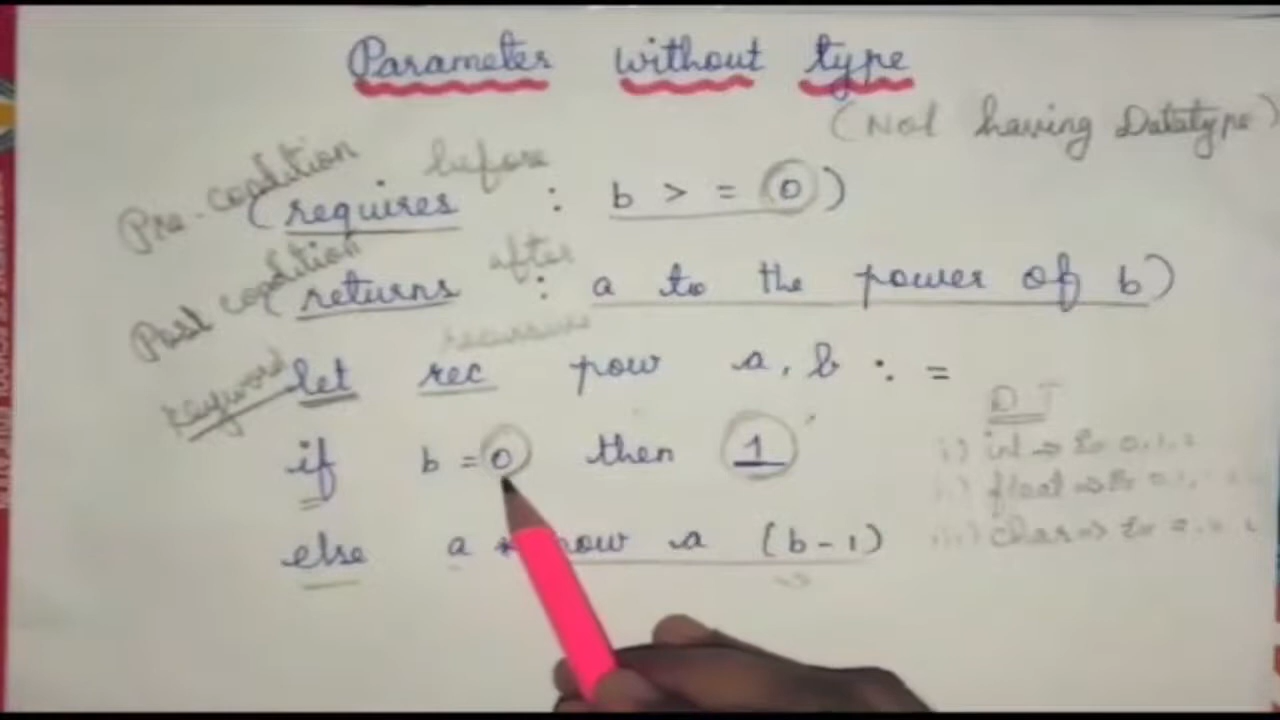 Parameter without type
(Not having Datatype)
Pre-condition before
(requires : b > = 0)
Post condition after
(returns : a to the power of b)
recursive
keyword let rec pow a, b : =
if b = 0 then 1
else a * pow a (b - 1)
D T
i) int
ii) float
iii) char